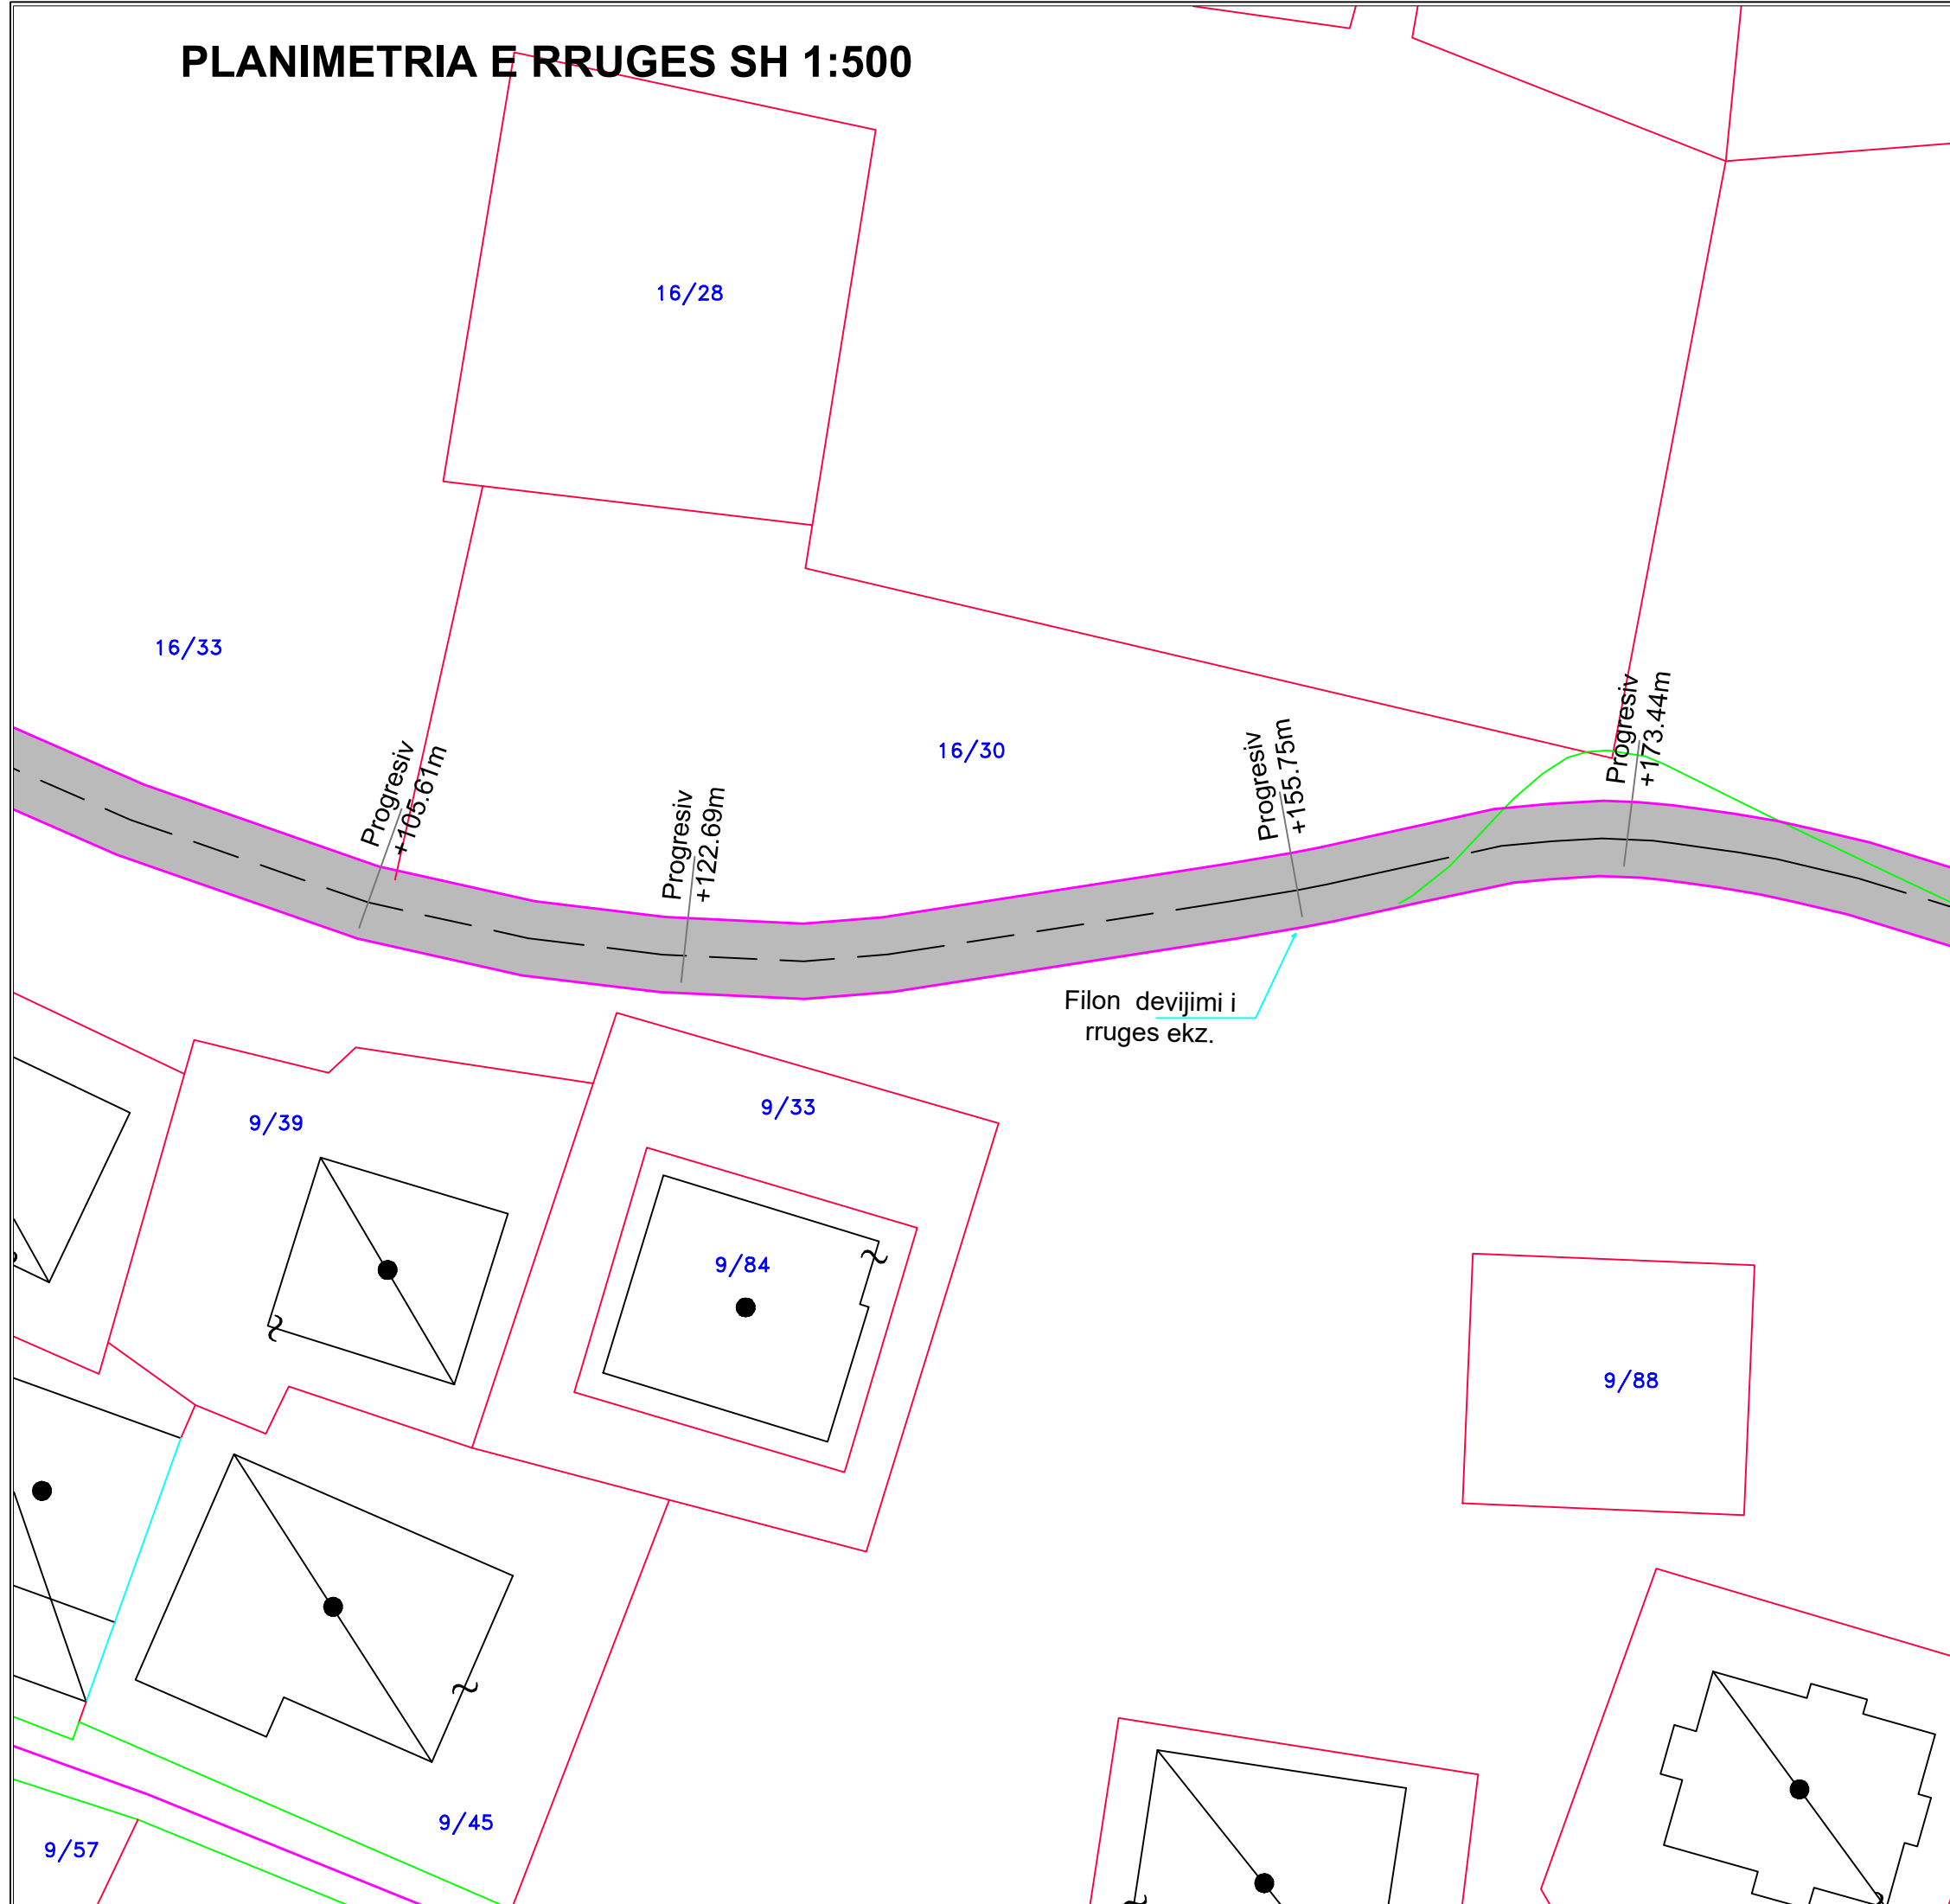 PLANIMETRIA E RRUGES SH 1:500
16/28
16/33
16/30
Progresiv
+105.61m
Progresiv
+122.69m
Progresiv
+155.75m
Progresiv
+173.44m
Filon devijimi i
rruges ekz.
9/39
9/33
9/84
9/88
9/45
9/57